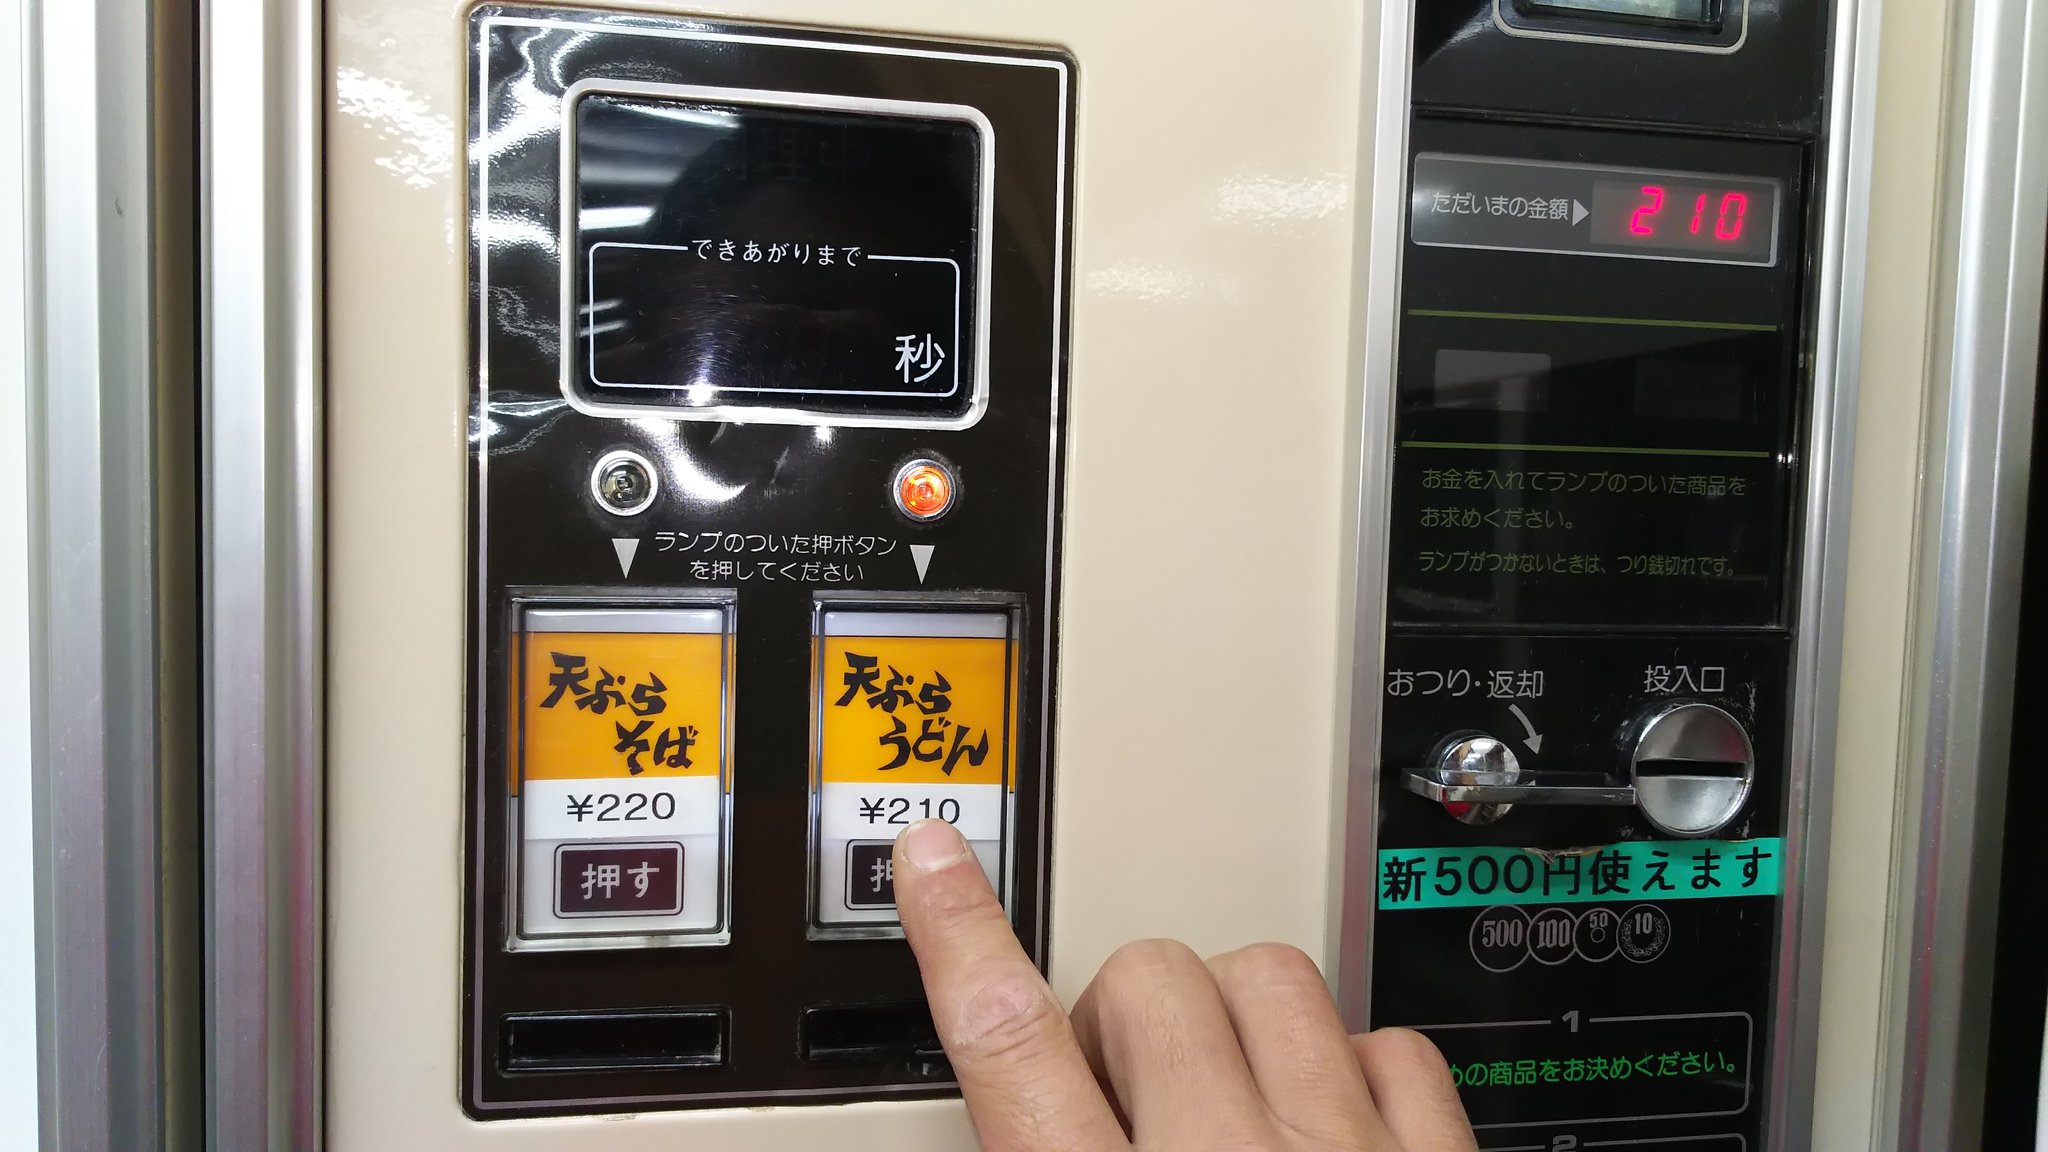 できあがりまで
秒
ランプのついた押ボタン
を押してください
天ぷら
そば
¥220
押す
天ぷら
うどん
¥210
押
ただいまの金額▶ 210
お金を入れてランプのついた商品を
お求めください。
ランプがつかないときは、つり銭切れです。
おつり・返却
投入口
新500円使えます
500 100 50 10
1
めの商品をお決めください。
2